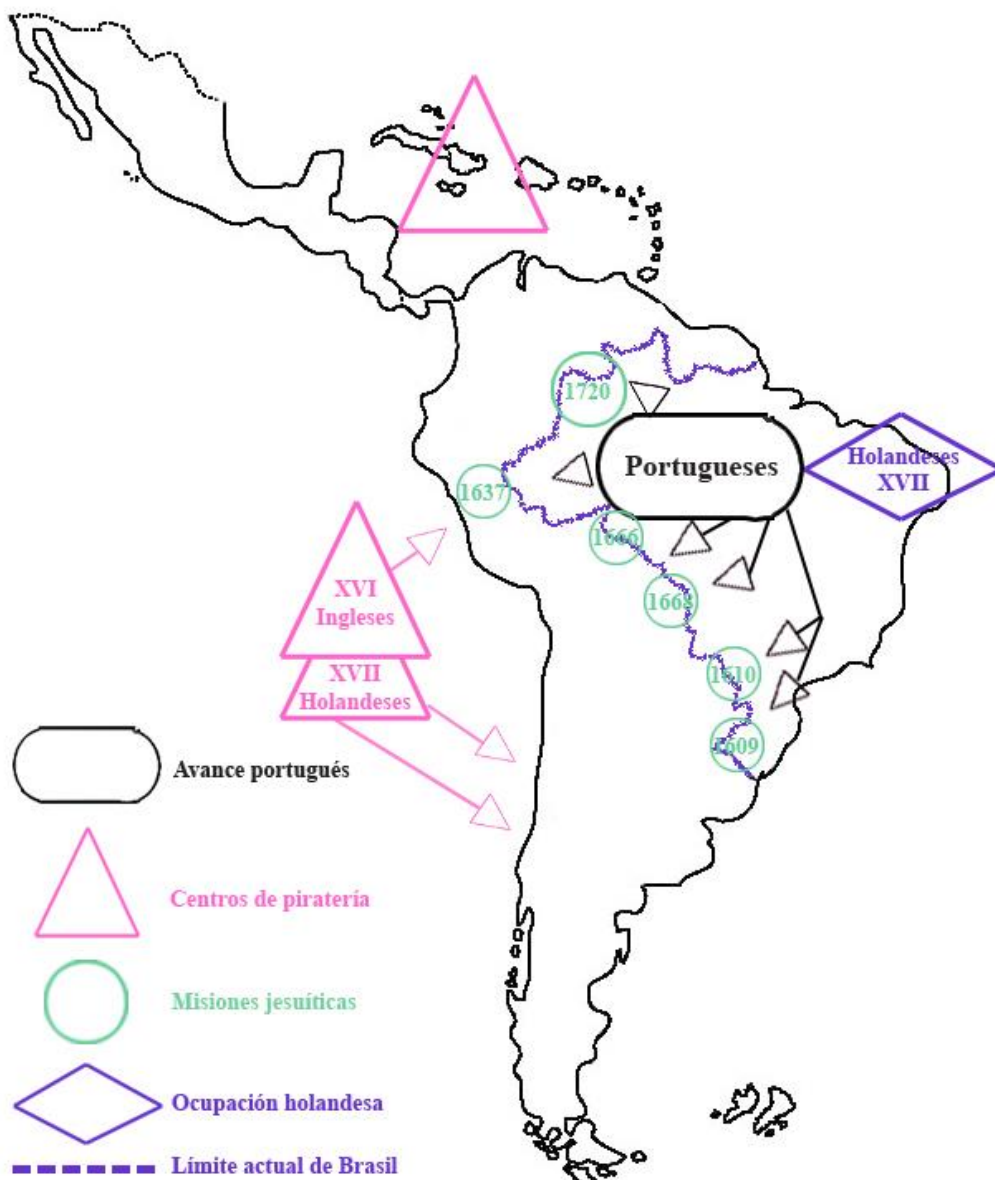 1720
Portugueses
Holandeses
XVII
1637
1666
XVI
Ingleses
1668
XVII
Holandeses
1610
1609
Avance portugués
Centros de piratería
Misiones jesuíticas
Ocupación holandesa
Límite actual de Brasil